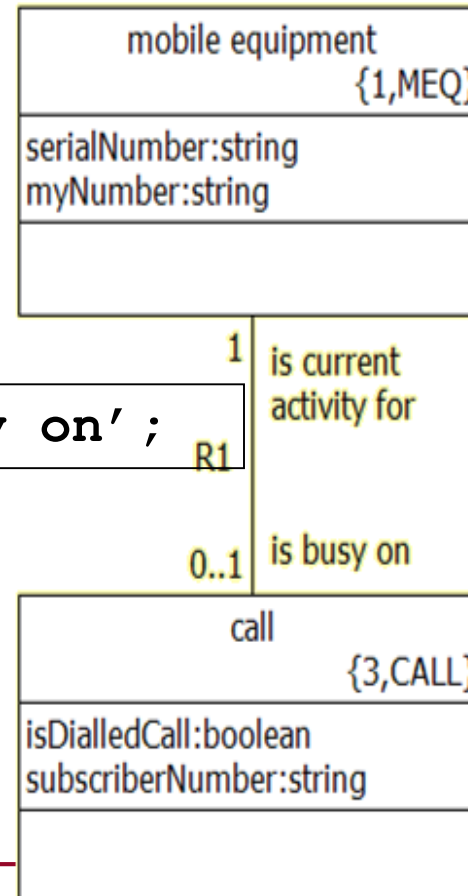 mobile equipment
{1,MEQ}
serialNumber:string
myNumber:string
1
is current
activity for
on’;
R1
0..1
is busy on
call
{3,CALL}
isDialledCall:boolean
subscriberNumber:string